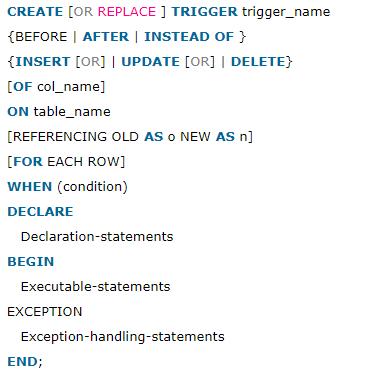 CREATE [OR REPLACE ] TRIGGER trigger_name
{BEFORE | AFTER | INSTEAD OF }
{INSERT [OR] | UPDATE [OR] | DELETE}
[OF col_name]
ON table_name
[REFERENCING OLD AS o NEW AS n]
[FOR EACH ROW]
WHEN (condition)
DECLARE
Declaration-statements
BEGIN
Executable-statements
EXCEPTION
Exception-handling-statements
END;